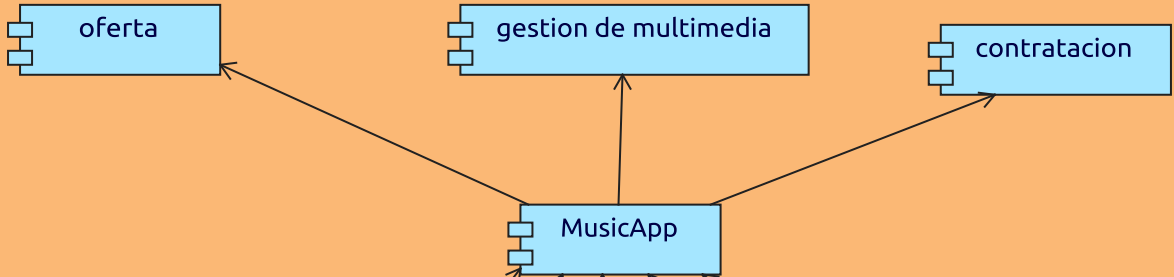 oferta
gestion de multimedia
contratacion
MusicApp